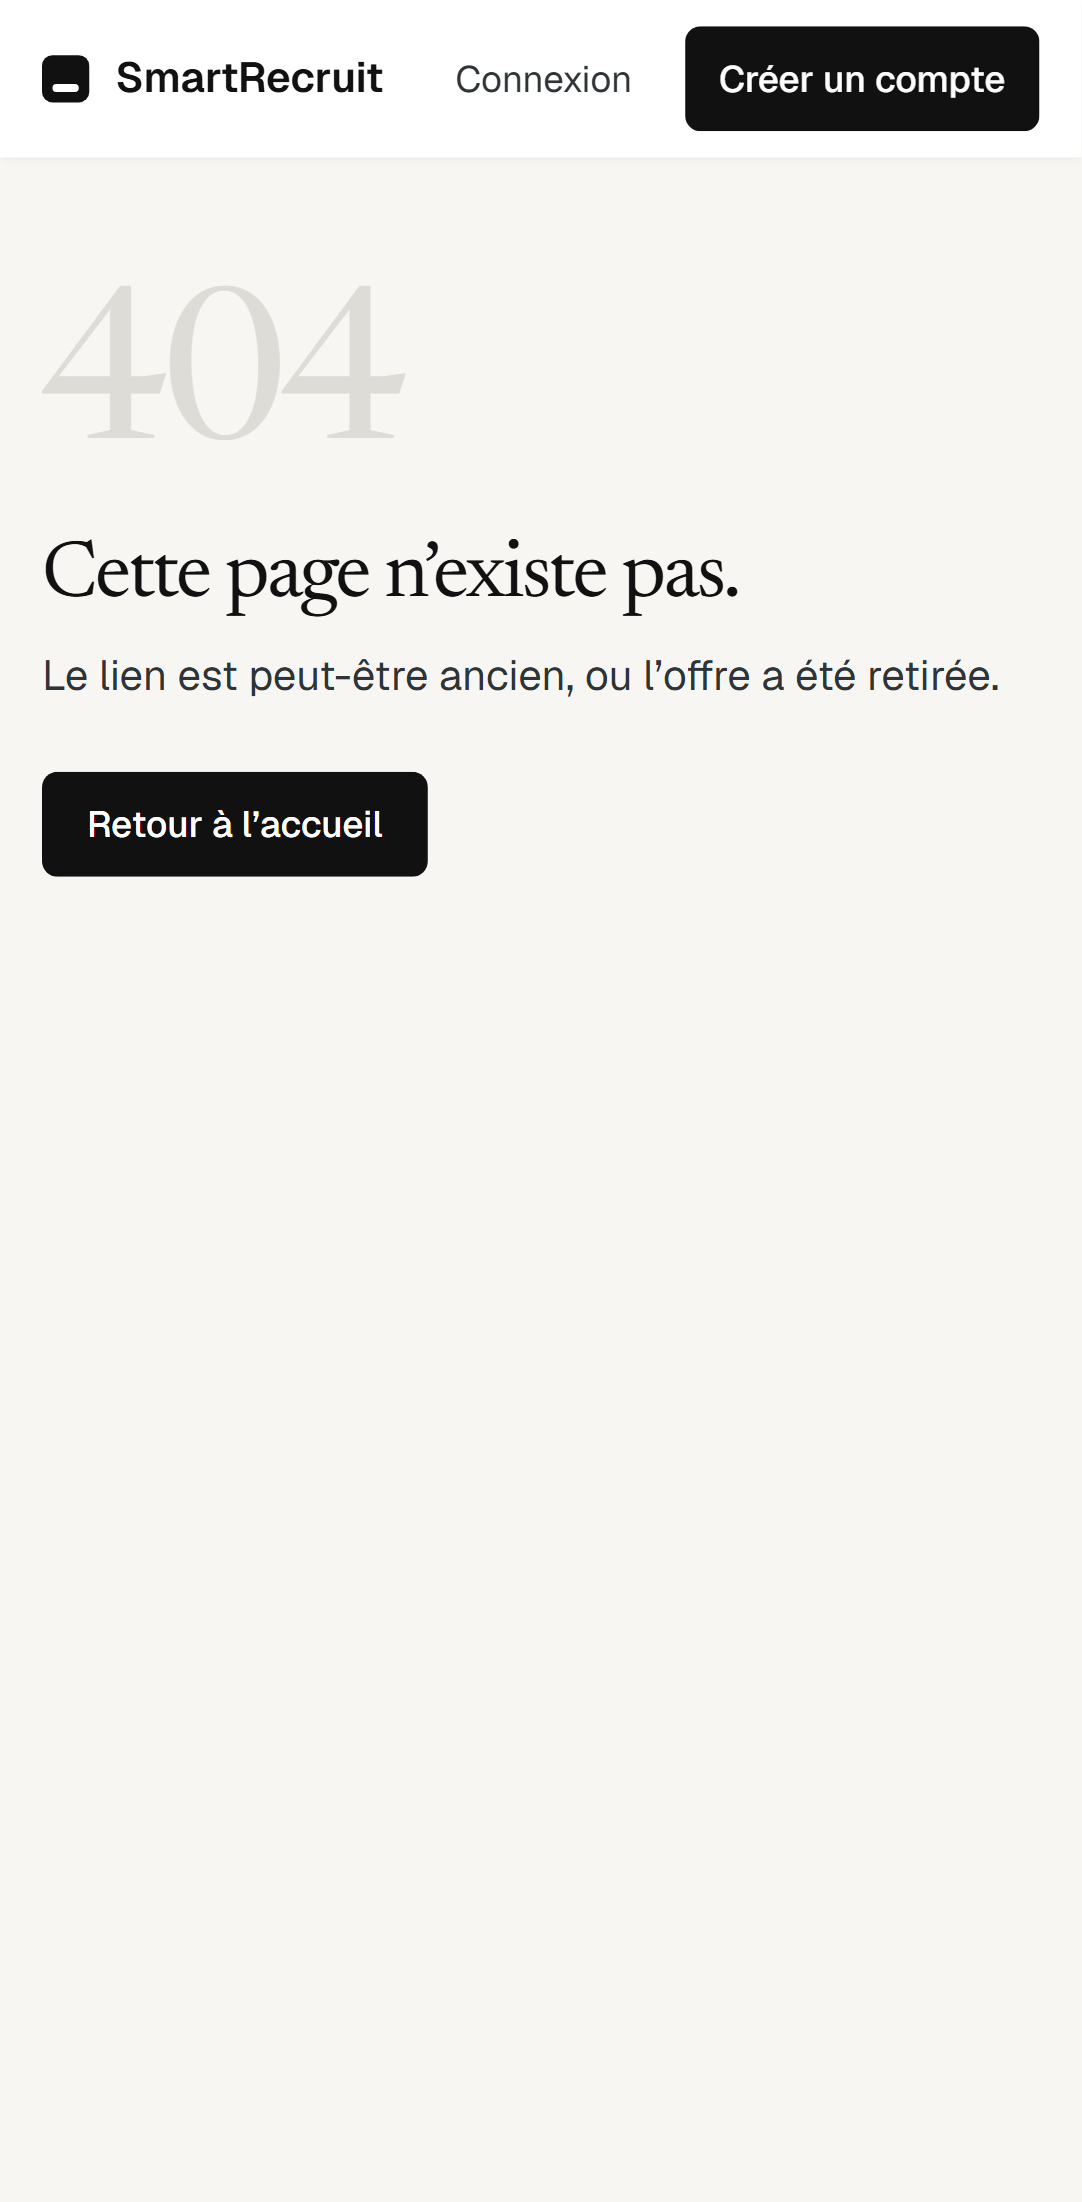 SmartRecruit
Connexion
Créer un compte
404
Cette page n’existe pas.
Le lien est peut-être ancien, ou l’offre a été retirée.
Retour à l’accueil